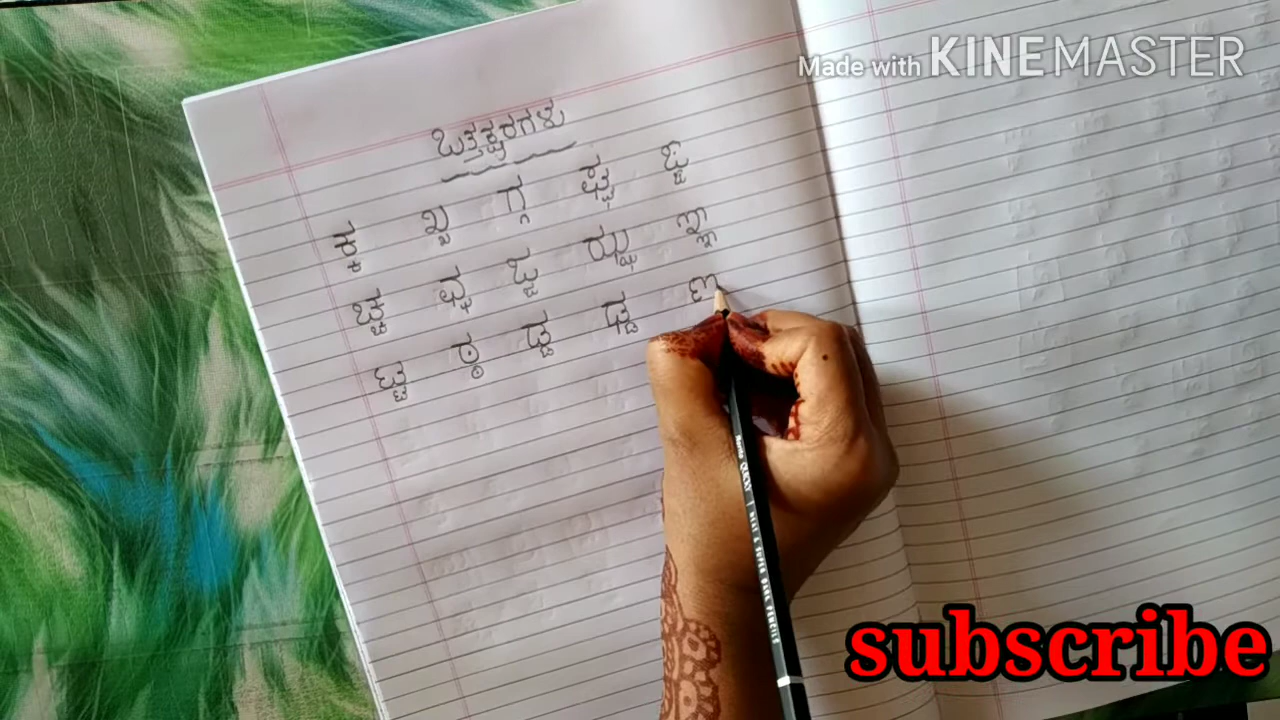 Made with KINEMASTER
ಒತ್ತಕ್ಷರಗಳು
ಕ್ಕ ಖ್ಖ ಗ್ಗ ಘ್ಘ ಙ್ಙ
ಚ್ಚ ಛ್ಛ ಜ್ಜ ಝ್ಝ ಞ್ಞ
ಟ್ಟ ಠ್ಠ ಡ್ಡ ಢ್ಢ ಣ
subscribe